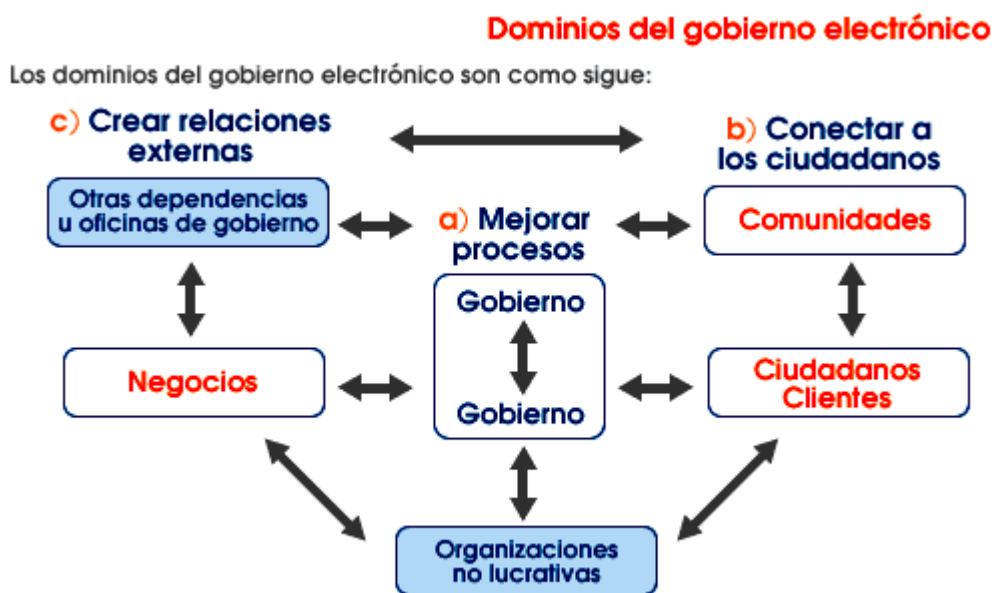 Dominios del gobierno electrónico
Los dominios del gobierno electrónico son como sigue:
c) Crear relaciones
externas
b) Conectar a
los ciudadanos
Otras dependencias
u oficinas de gobierno
a) Mejorar
procesos
Comunidades
Gobierno
Negocios
Ciudadanos
Clientes
Gobierno
Organizaciones
no lucrativas